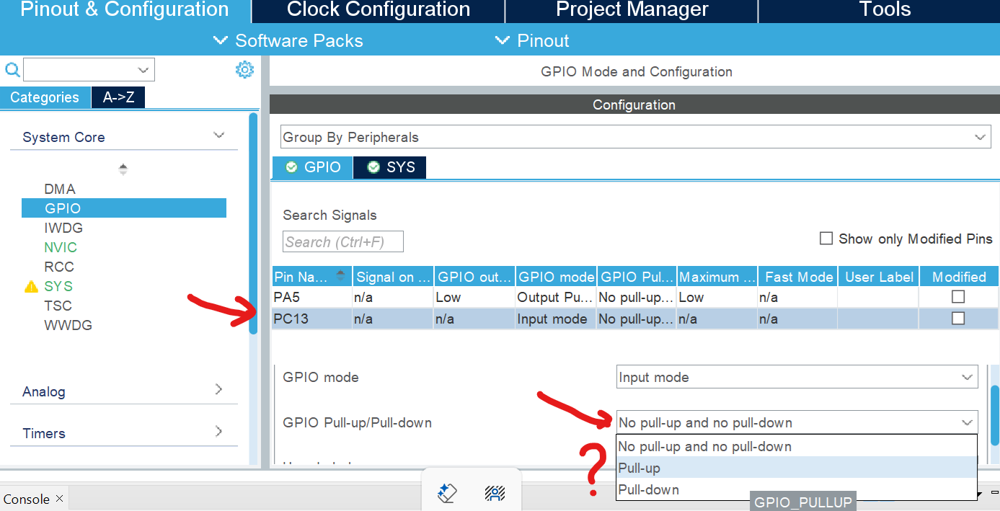 Pinout & Configuration
Clock Configuration
Project Manager
Tools
Software Packs
Pinout
GPIO Mode and Configuration
Categories
A->Z
Configuration
System Core
Group By Peripherals
GPIO
SYS
DMA
GPIO
IWDG
NVIC
RCC
SYS
TSC
WWDG
Search Signals
Search (Ctrl+F)
Show only Modified Pins
Pin Na... Signal on ... GPIO out... GPIO mode GPIO Pul... Maximum ... Fast Mode User Label Modified
PA5 n/a Low Output Pu... No pull-up... Low n/a
PC13 n/a n/a Input mode No pull-up... n/a n/a
Analog
Timers
GPIO mode
Input mode
GPIO Pull-up/Pull-down
No pull-up and no pull-down
No pull-up and no pull-down
Pull-up
Pull-down
?
GPIO_PULLUP
Console